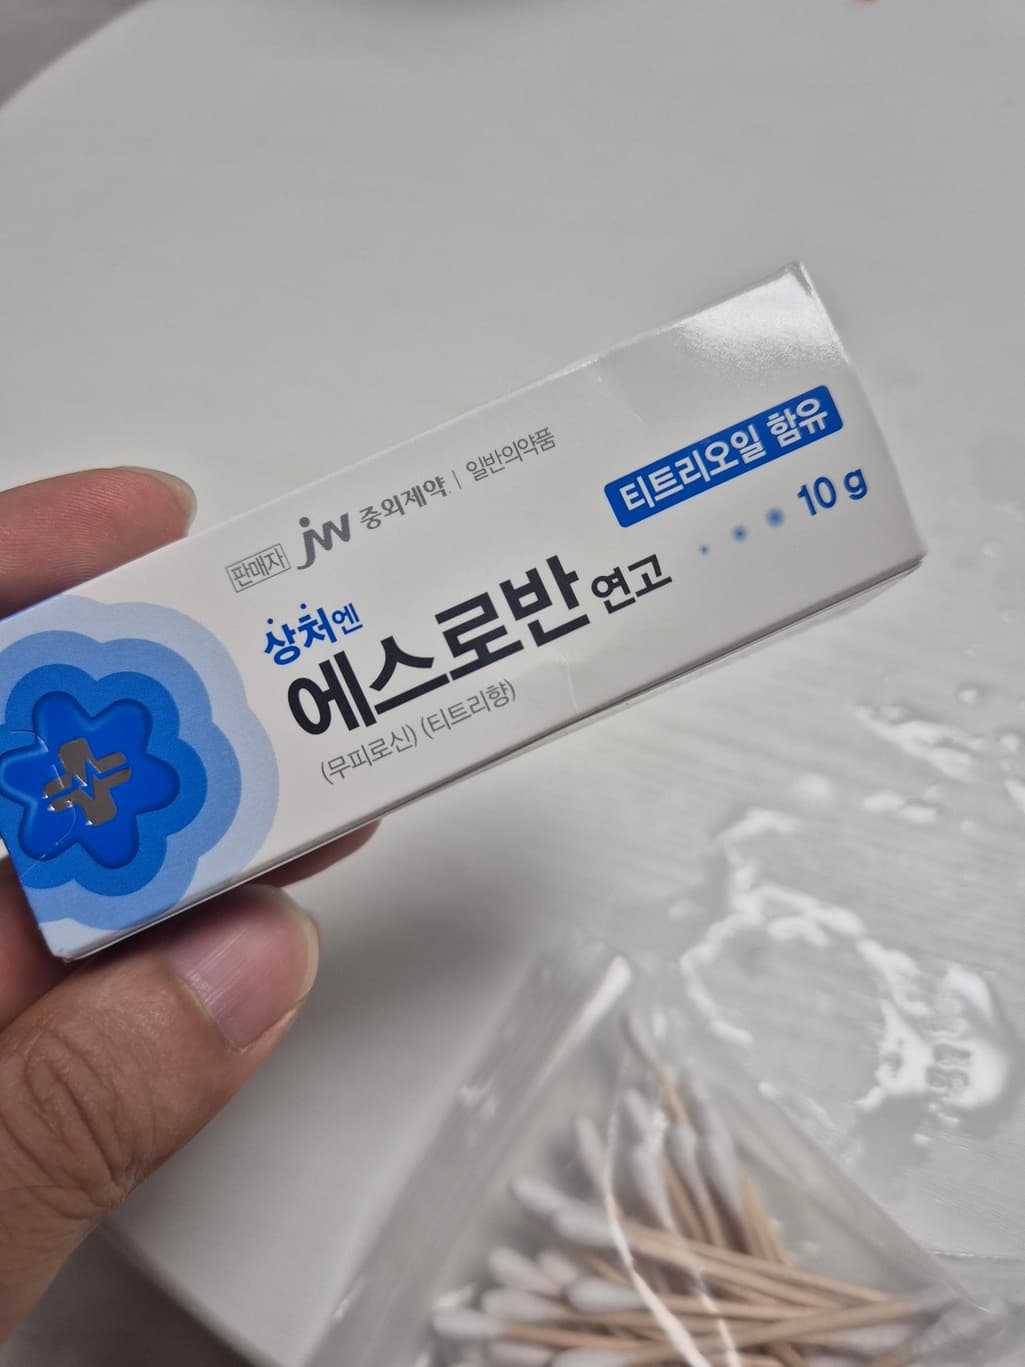 판매자 jw 중외제약 | 일반의약품
티트리오일 함유
10 g
상처엔
에스로반 연고
(무피로신) (티트리향)